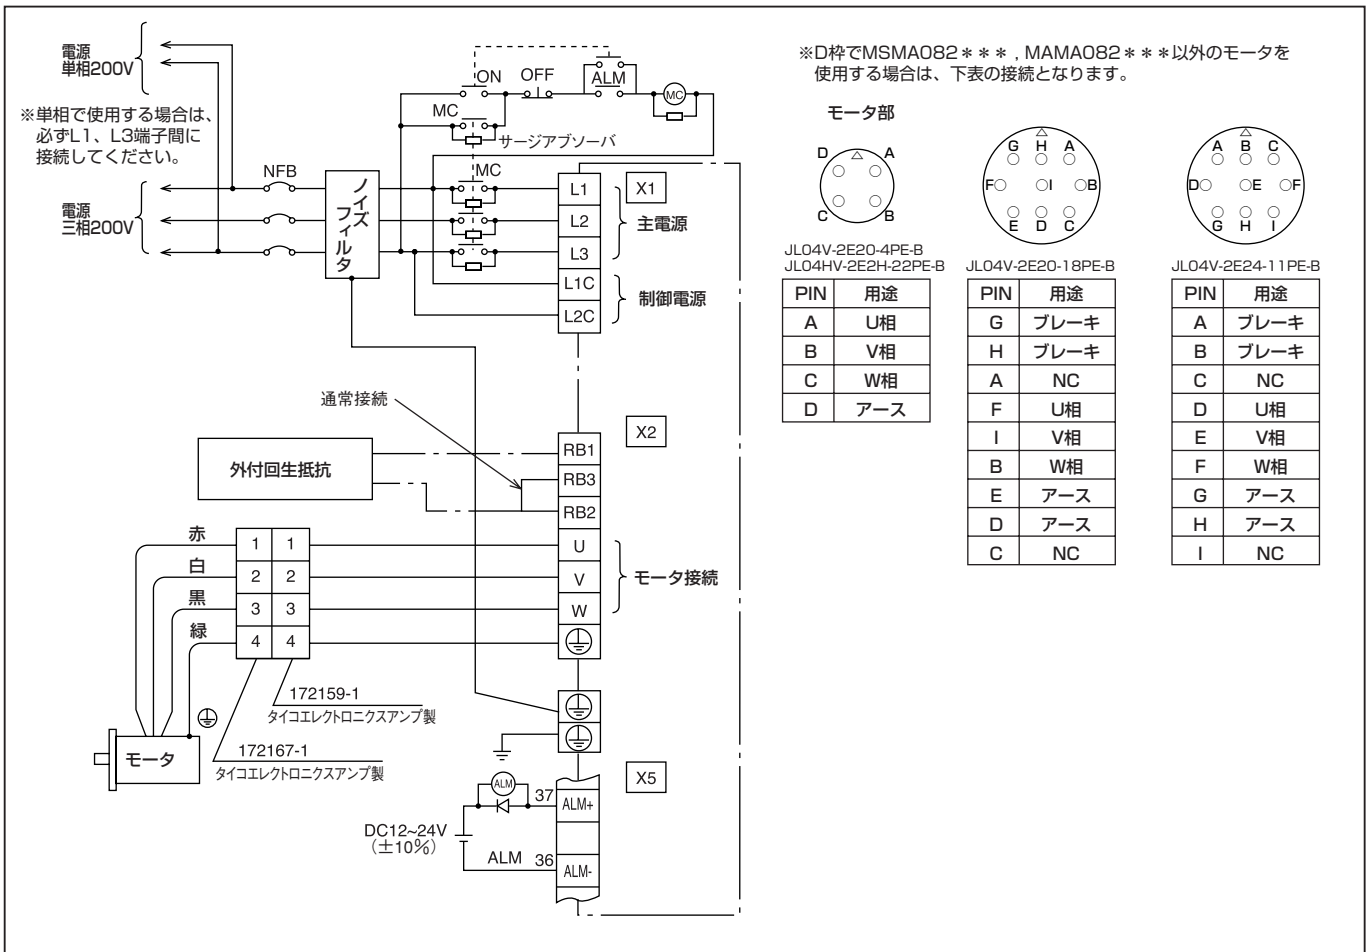 電源
単相200V
※単相で使用する場合は、
必ずL1、L3端子間に
接続してください。
電源
三相200V
NFB
ノイズフィルタ
ON
OFF
ALM
MC
MC
サージアブソーバ
MC
L1
L2
L3
L1C
L2C
X1
主電源
制御電源
通常接続
外付回生抵抗
X2
RB1
RB3
RB2
U
V
W
モータ接続
赤
白
黒
緑
1 1
2 2
3 3
4 4
172159-1
タイコエレクトロニクスアンプ製
172167-1
タイコエレクトロニクスアンプ製
モータ
X5
ALM
37
ALM+
DC12~24V
(±10%)
ALM
36
ALM-
※D枠でMSMA082＊＊＊, MAMA082＊＊＊以外のモータを
使用する場合は、下表の接続となります。
モータ部
D A
C B
JL04V-2E20-4PE-B
JL04HV-2E2H-22PE-B
PIN 用途
A U相
B V相
C W相
D アース
G H A
F I B
E D C
JL04V-2E20-18PE-B
PIN 用途
G ブレーキ
H ブレーキ
A NC
F U相
I V相
B W相
E アース
D アース
C NC
A B C
D E F
G H I
JL04V-2E24-11PE-B
PIN 用途
A ブレーキ
B ブレーキ
C NC
D U相
E V相
F W相
G アース
H アース
I NC